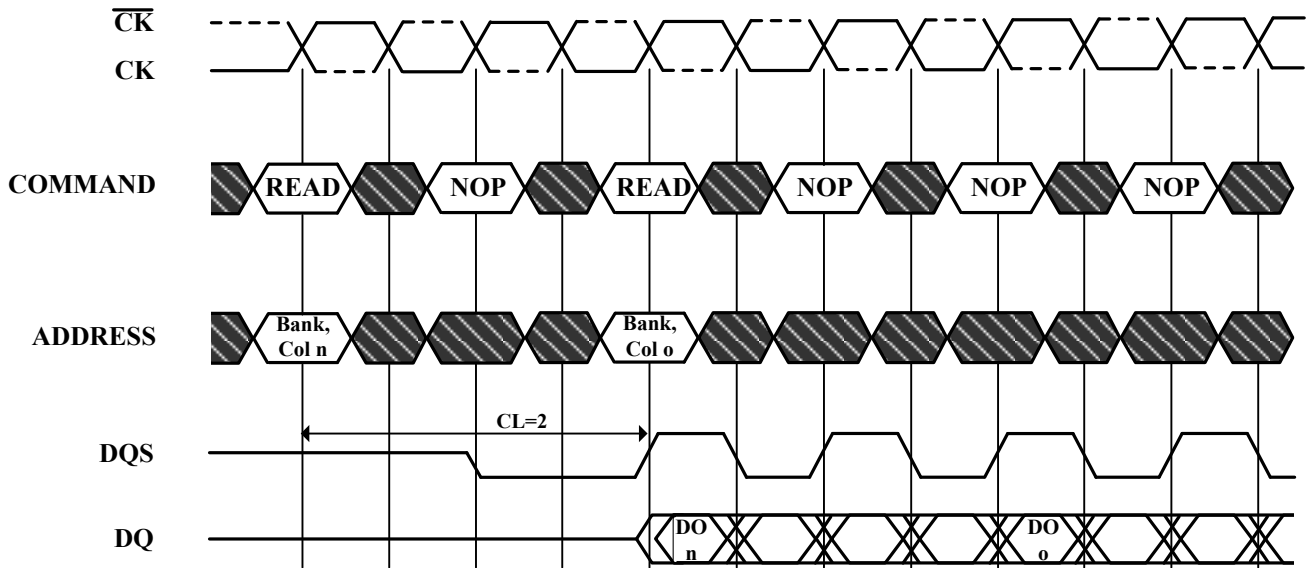 CK
CK
COMMAND READ NOP READ NOP NOP NOP
ADDRESS Bank, Col n Bank, Col o
CL=2
DQS
DQ DO n DO o